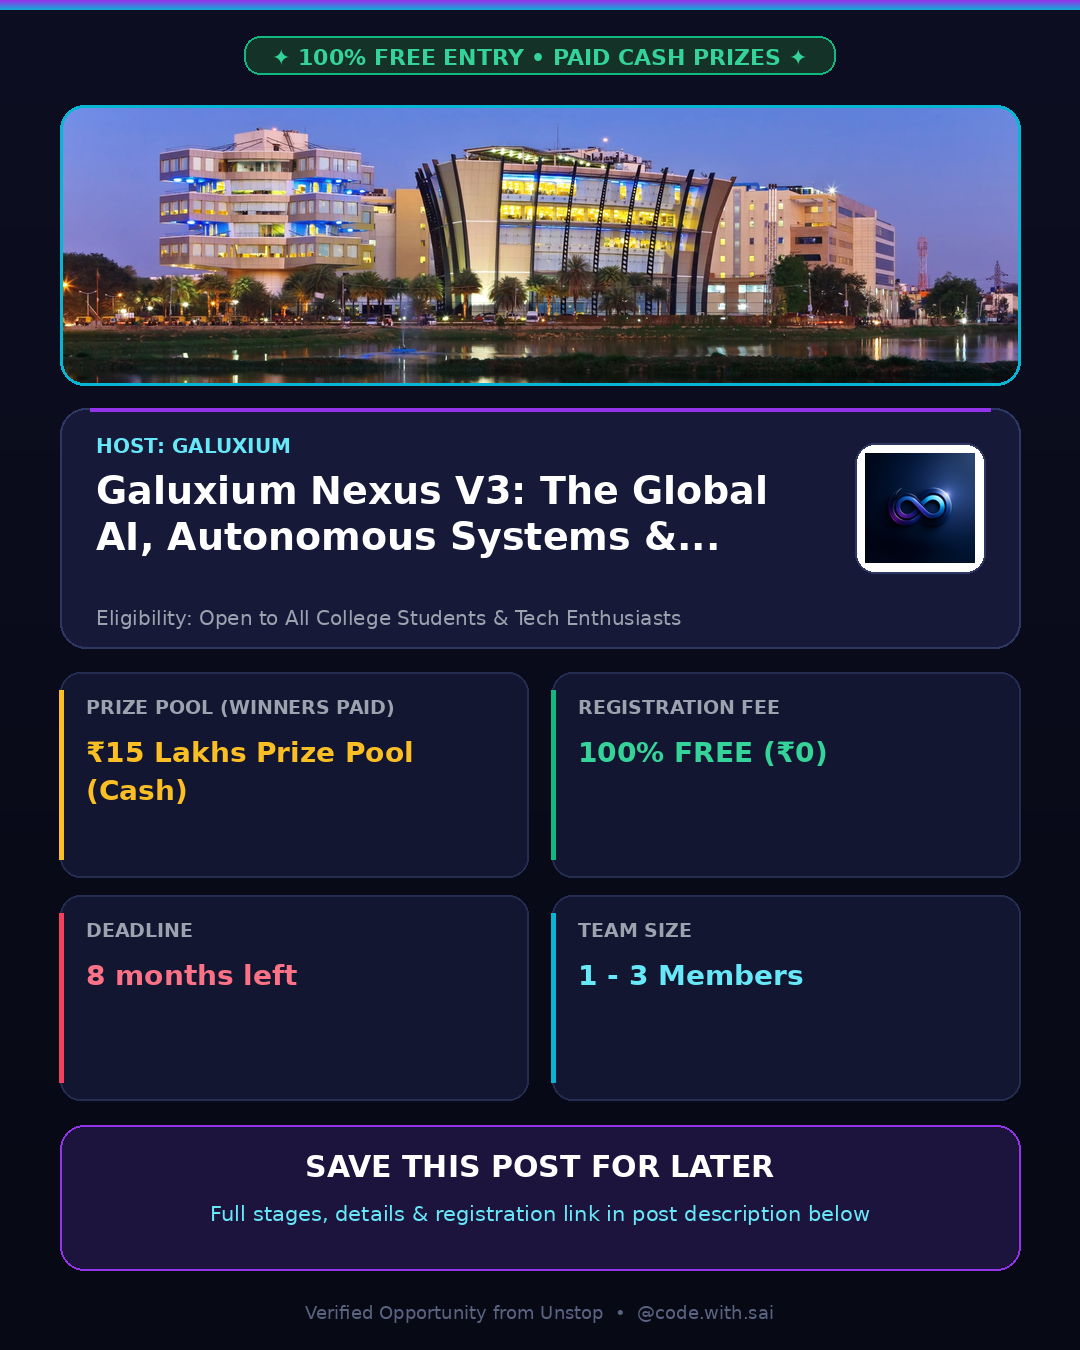 ✦ 100% FREE ENTRY • PAID CASH PRIZES ✦
HOST: GALUXIUM
Galuxium Nexus V3: The Global
AI, Autonomous Systems &...
Eligibility: Open to All College Students & Tech Enthusiasts
PRIZE POOL (WINNERS PAID)
₹15 Lakhs Prize Pool
(Cash)
REGISTRATION FEE
100% FREE (₹0)
DEADLINE
8 months left
TEAM SIZE
1 - 3 Members
SAVE THIS POST FOR LATER
Full stages, details & registration link in post description below
Verified Opportunity from Unstop • @code.with.sai